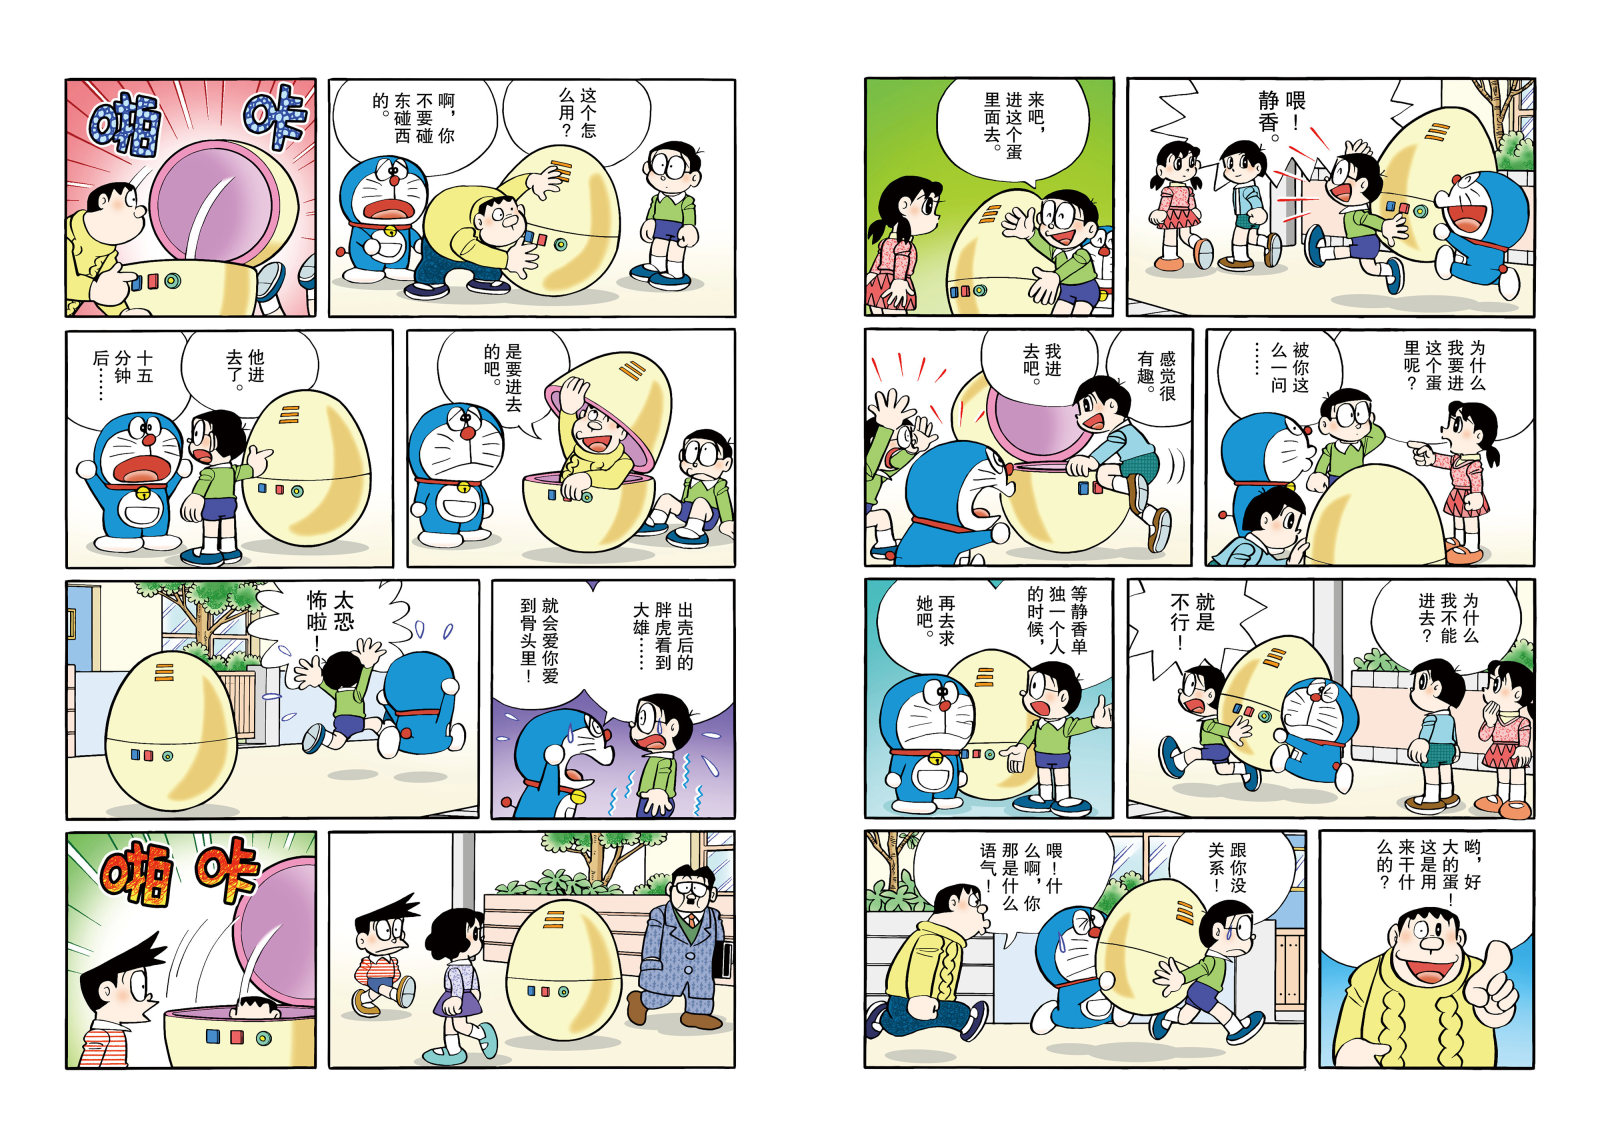 喂！
静香。
来吧，
进这个蛋
里面去。
为什么
我要进
这个蛋
里呢？
被你这
么一问
……
感觉很
有趣。
我进
去吧。
为什么
我不能
进去？
就是
不行！
等静香单
独一个人
的时候，
再去求
她吧。
哟，好
大的蛋！
这是用
来干什
么的？
跟你没
关系！
喂！什
么啊，你
那是什么
语气！
这个怎
么用？
啊，你
不要碰
东碰西
的。
咔啪
是要进去
的吧。
他进
去了。
十五
分钟
后……
出壳后的
胖虎看到
大雄……
就会爱你爱
到骨头里！
太恐
怖啦！
咔啪